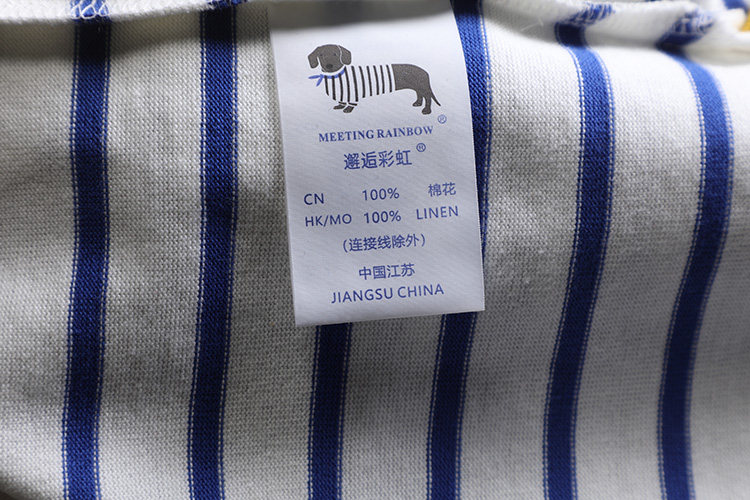 MEETING RAINBOW ®
邂逅彩虹®
CN 100% 棉花
HK/MO 100% LINEN
(连接线除外)
中国江苏
JIANGSU CHINA